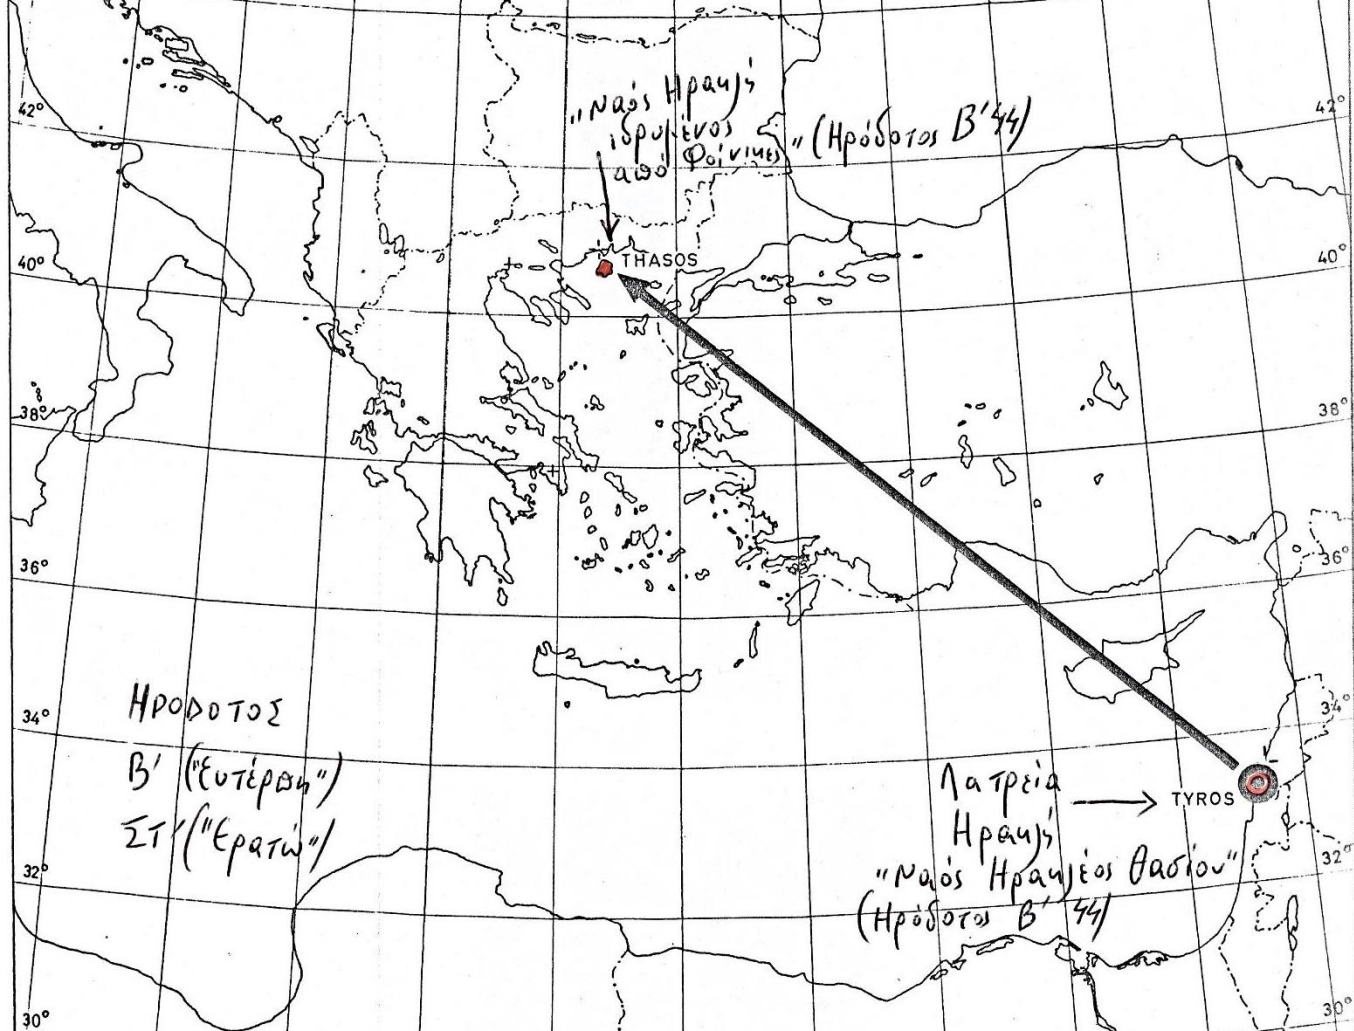 „Ναός Ηρακλή
ιδρυμένος
από Φοίνικες" (Ηρόδοτος Β' 44)
42°
42°
THASOS
40°
40°
38°
38°
36°
36°
ΗΡΟΔΟΤΟΣ
Β' ("Ευτέρπη")
ΣΤ' ("Ερατώ")
34°
34°
Λατρεία
Ηρακλή
TYROS
"Ναός Ηρακλέος Θασίου"
(Ηρόδοτος Β' 44)
32°
32°
30°
30°